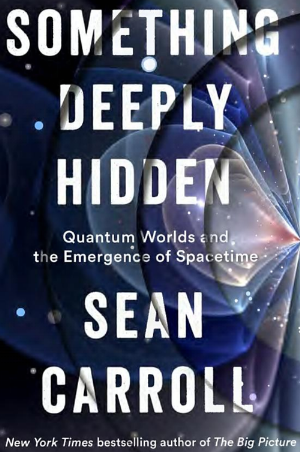 SOMETHING
DEEPLY
HIDDEN
Quantum Worlds and
the Emergence of Spacetime
SEAN
CARROLL
New York Times bestselling author of The Big Picture